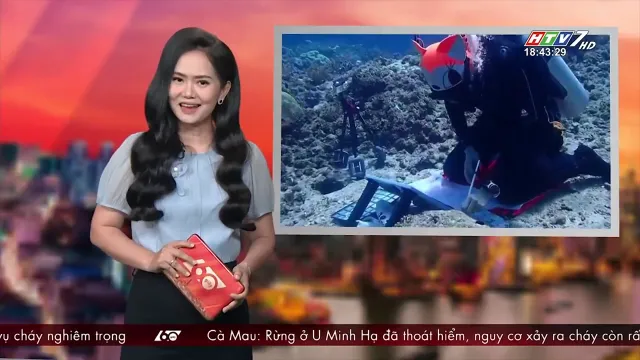 HTV7 HD
18:43:29
vụ cháy nghiêm trọng
60
Cà Mau: Rừng ở U Minh Hạ đã thoát hiểm, nguy cơ xảy ra cháy còn r